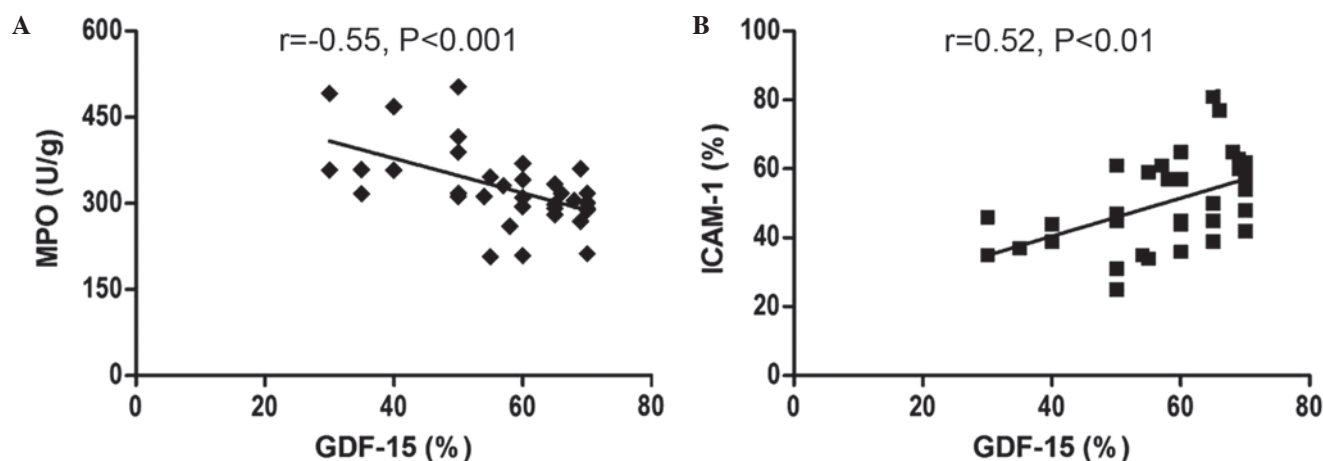 A
r=-0.55, P<0.001
MPO (U/g)
600
450
300
150
0
0 20 40 60 80
GDF-15 (%)
B
r=0.52, P<0.01
ICAM-1 (%)
100
80
60
40
20
0
0 20 40 60 80
GDF-15 (%)